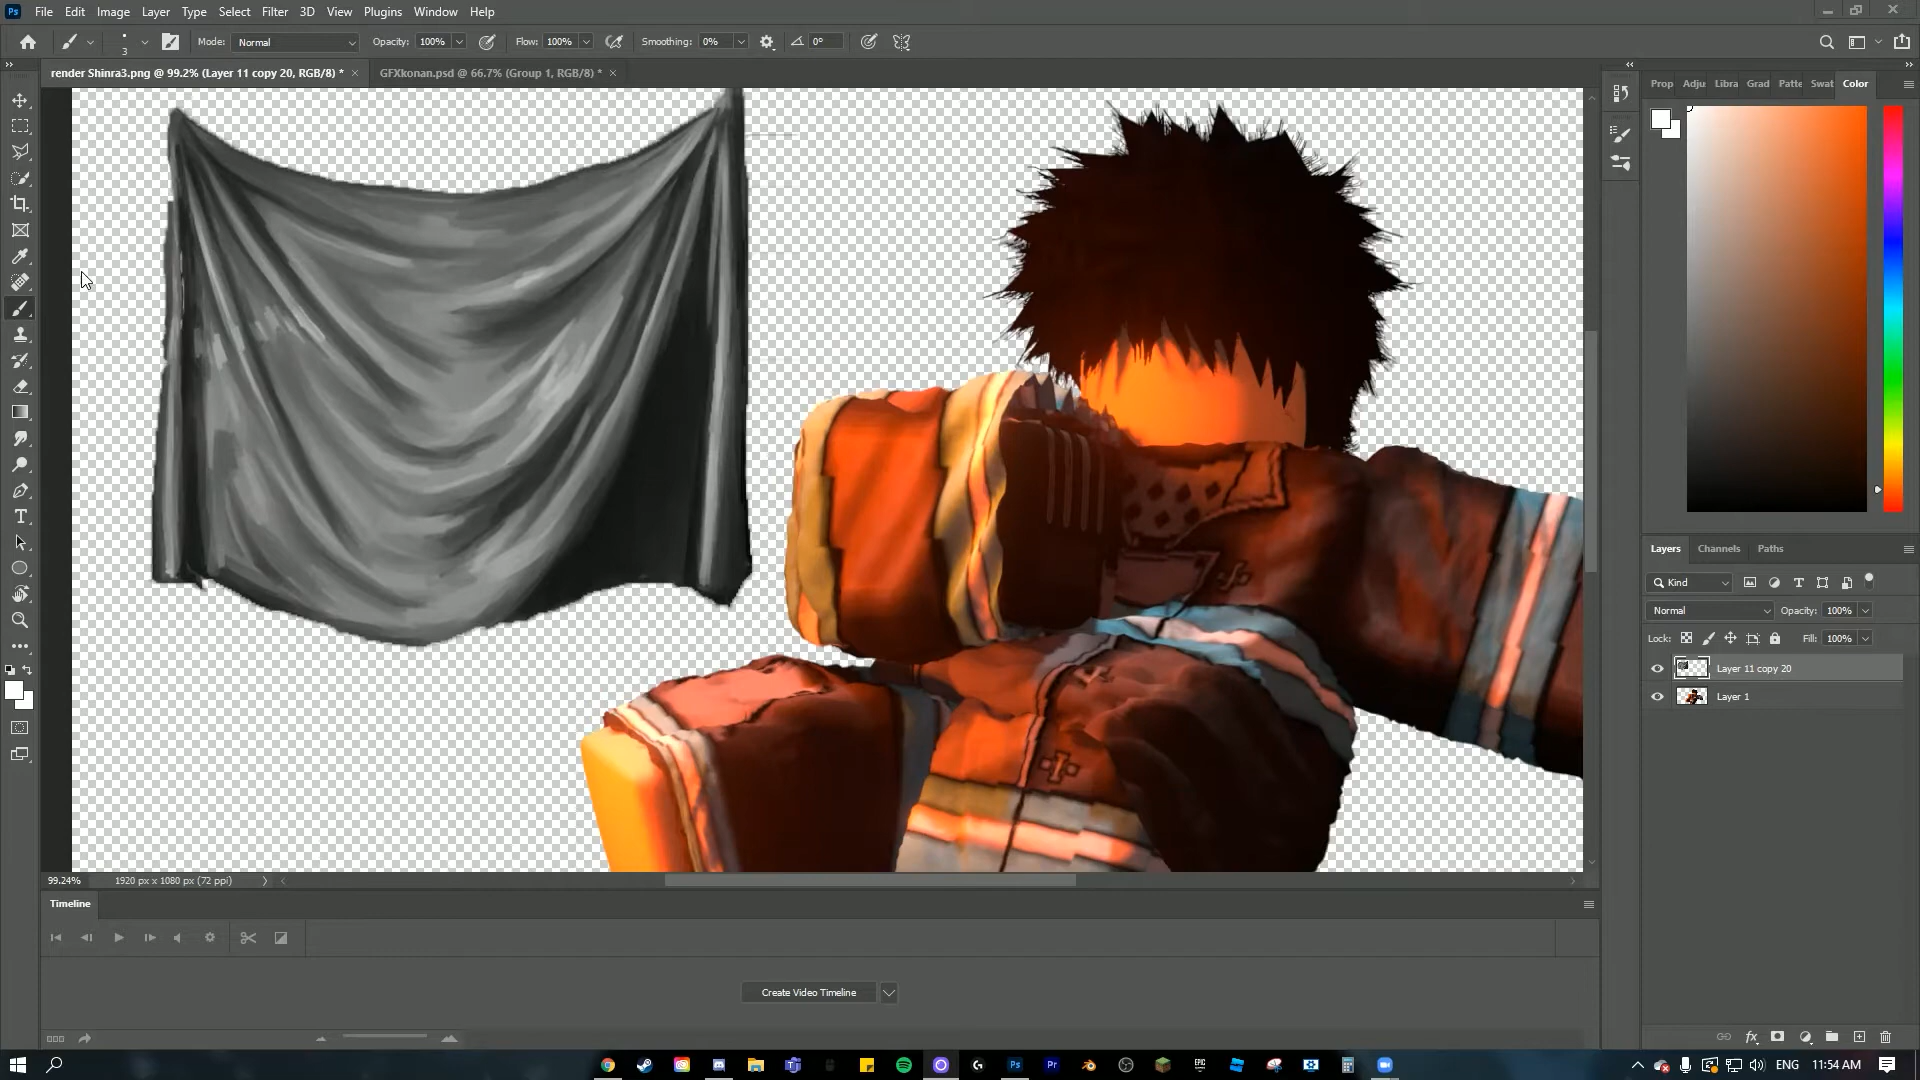 File Edit Image Layer Type Select Filter 3D View Plugins Window Help
3 Mode: Normal Opacity: 100% Flow: 100% Smoothing: 0% 0°
render Shinra3.png @ 99.2% (Layer 11 copy 20, RGB/8) * GFXkonan.psd @ 66.7% (Group 1, RGB/8) *
Prop Adju Libra Grad Patte Swat Color
Layers Channels Paths
Kind
Normal Opacity: 100%
Lock: Fill: 100%
Layer 11 copy 20
Layer 1
99.24% 1920 px x 1080 px (72 ppi)
Timeline
Create Video Timeline
ENG 11:54 AM